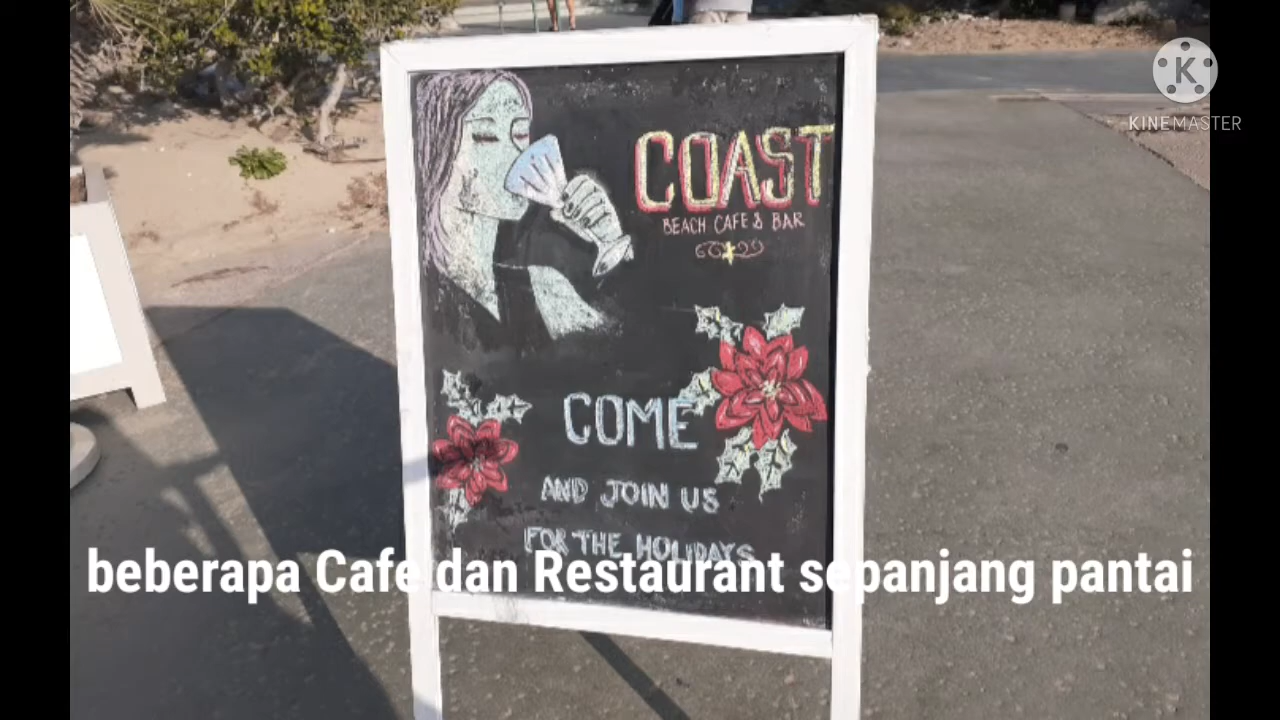 COAST
BEACH CAFE & BAR
COME
AND JOIN US
FOR THE HOLIDAYS
beberapa Cafe dan Restaurant sepanjang pantai
K
KINEMASTER